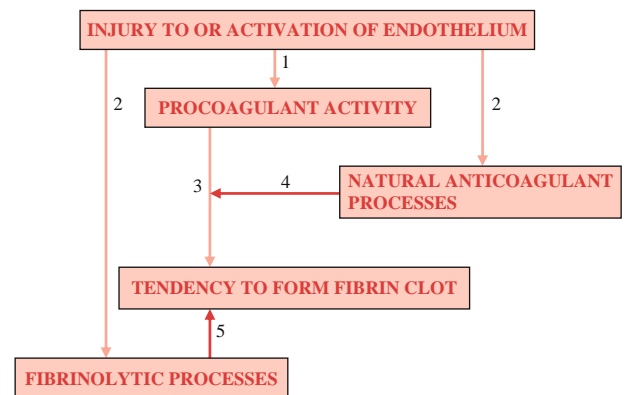 INJURY TO OR ACTIVATION OF ENDOTHELIUM
1
2
2
PROCOAGULANT ACTIVITY
3
4
NATURAL ANTICOAGULANT
PROCESSES
TENDENCY TO FORM FIBRIN CLOT
5
FIBRINOLYTIC PROCESSES